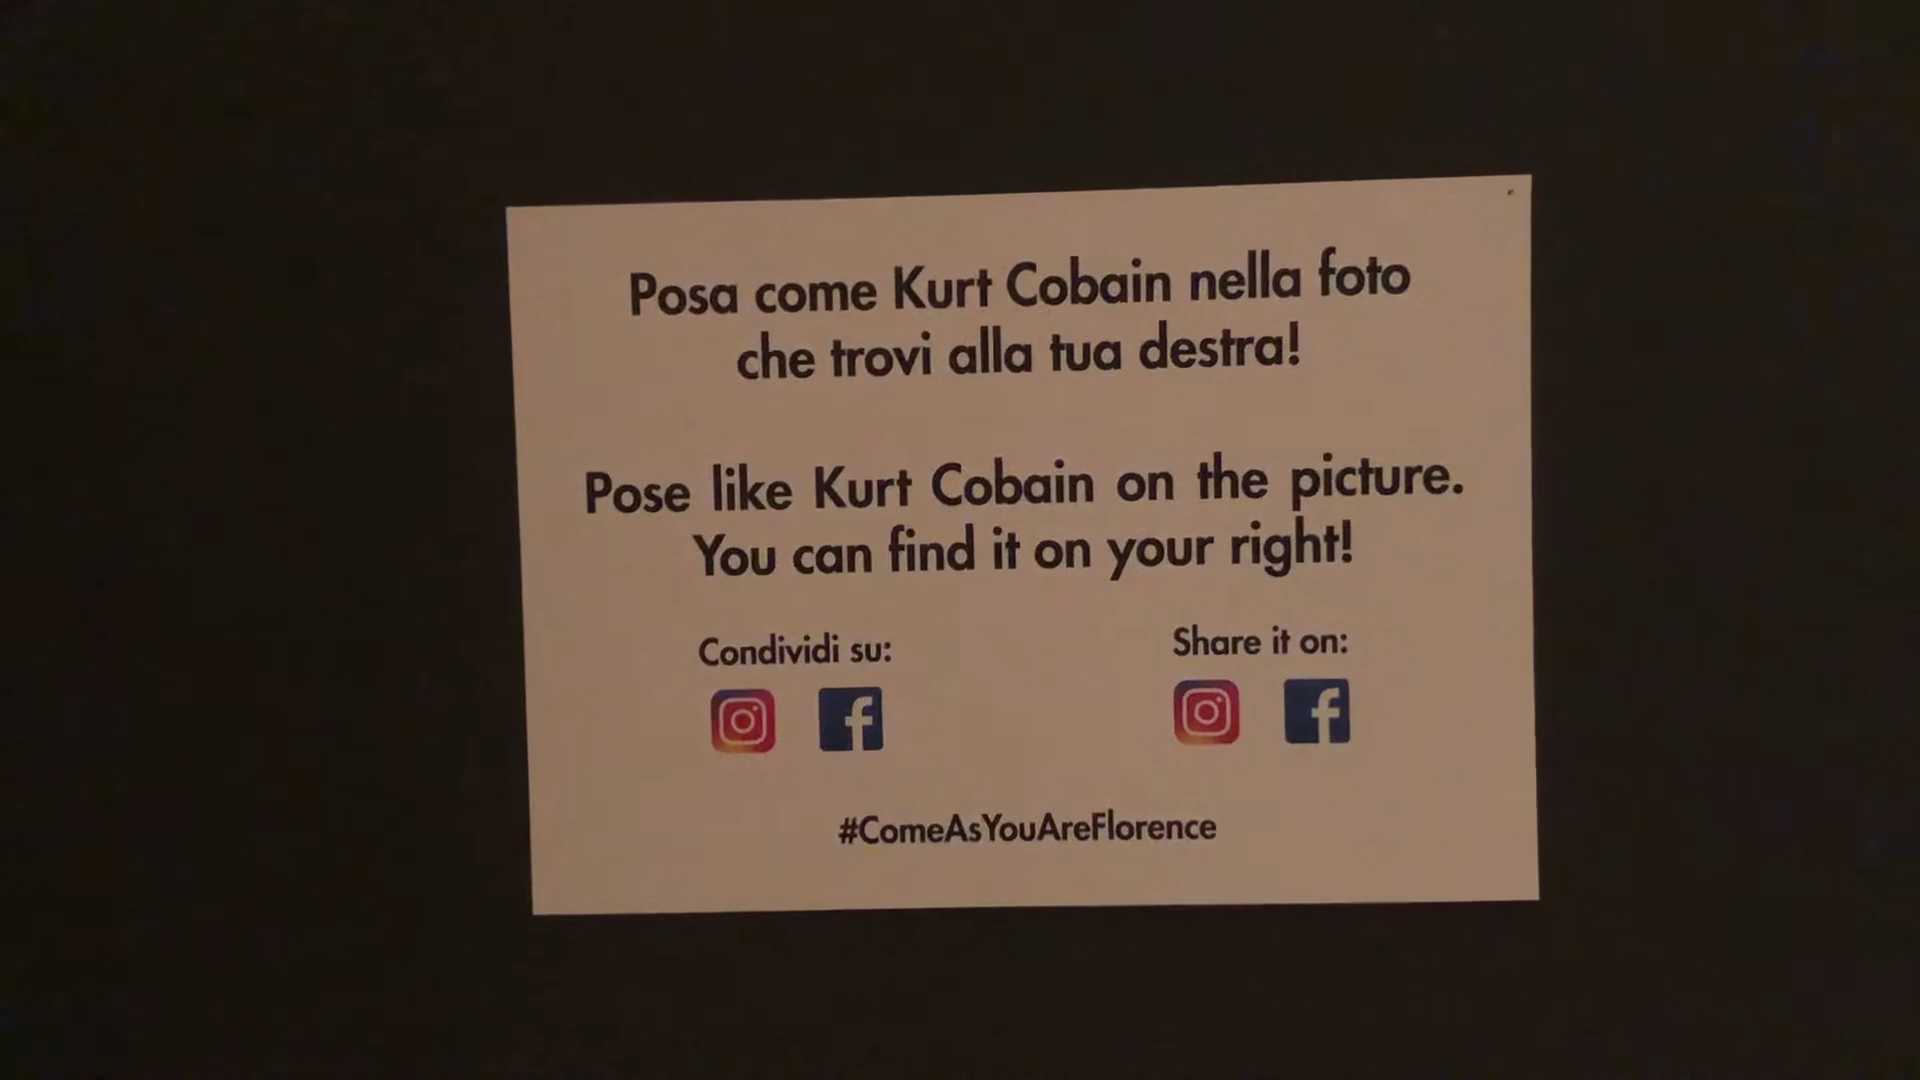 Posa come Kurt Cobain nella foto
che trovi alla tua destra!
Pose like Kurt Cobain on the picture.
You can find it on your right!
Condividi su:
Share it on:
#ComeAsYouAreFlorence